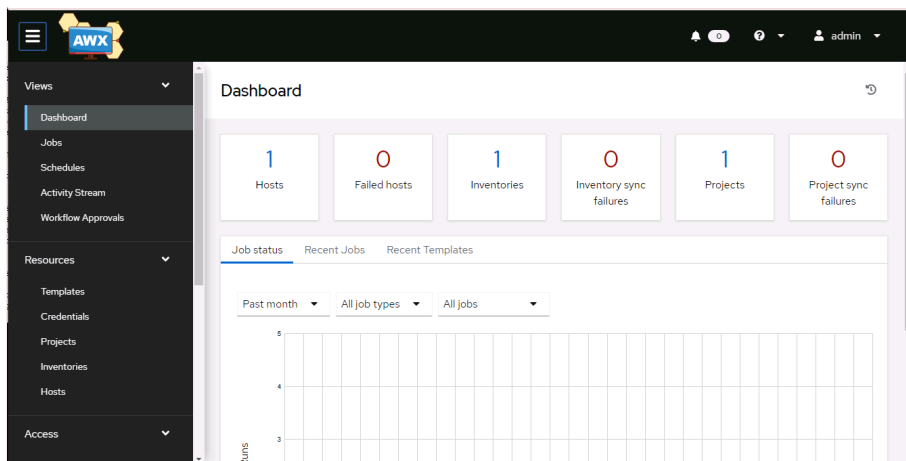 AWX
0
admin
Views
Dashboard
Jobs
Schedules
Activity Stream
Workflow Approvals
Resources
Templates
Credentials
Projects
Inventories
Hosts
Access
Dashboard
1
Hosts
0
Failed hosts
1
Inventories
0
Inventory sync
failures
1
Projects
0
Project sync
failures
Job status Recent Jobs Recent Templates
Past month All job types All jobs
5
4
3